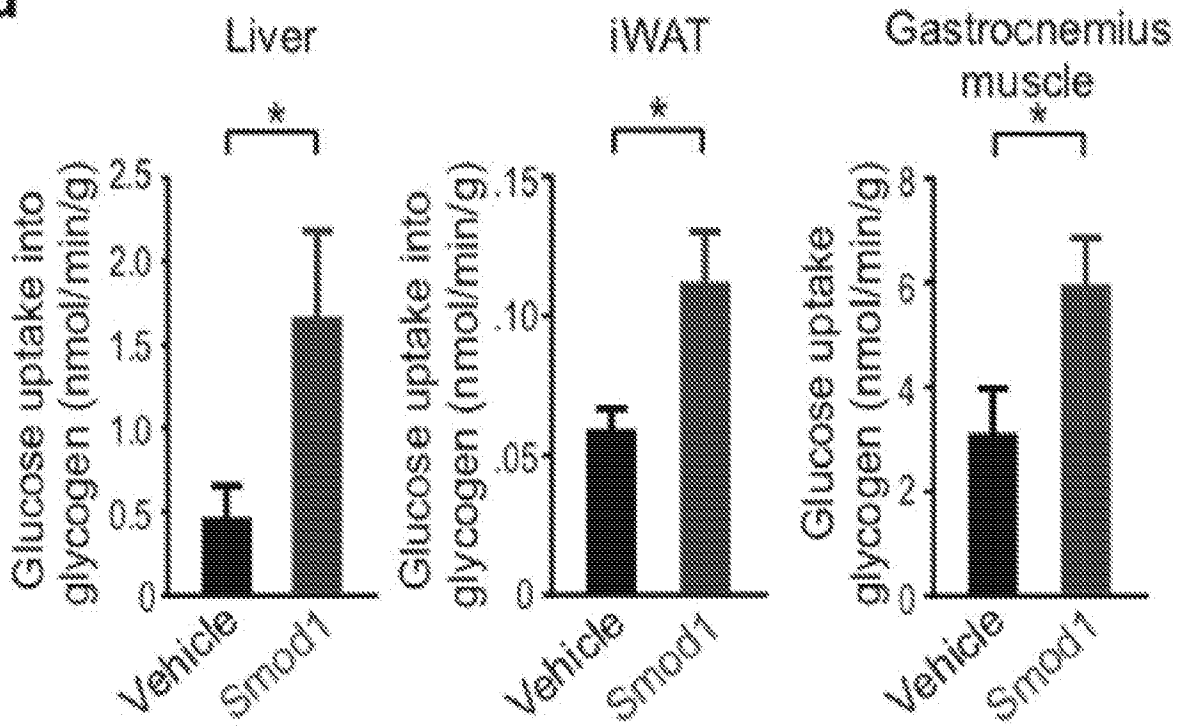 Liver
*
Glucose uptake into
glycogen (nmol/min/g)
2.5
2.0
1.5
1.0
0.5
0
Vehicle
Smod1
iWAT
*
Glucose uptake into
glycogen (nmol/min/g)
.15
.10
.05
0
Vehicle
Smod1
Gastrocnemius
muscle
*
Glucose uptake
glycogen (nmol/min/g)
8
6
4
2
0
Vehicle
Smod1